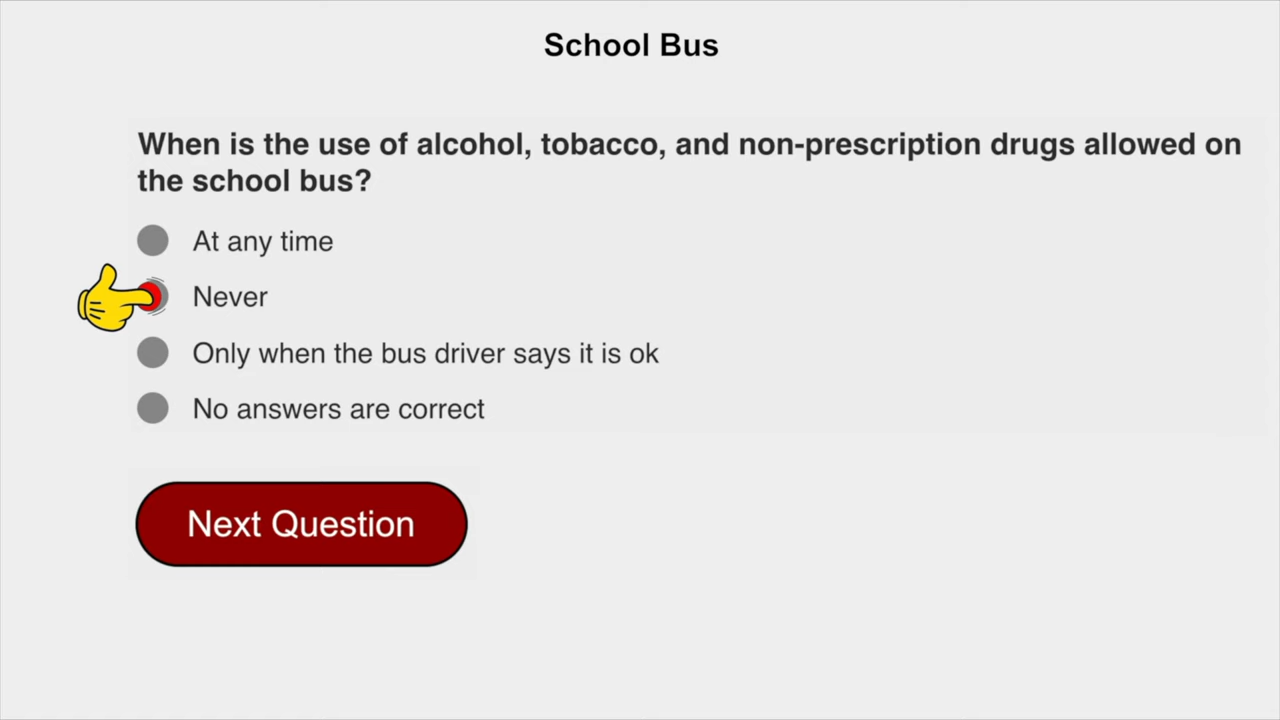 School Bus
When is the use of alcohol, tobacco, and non-prescription drugs allowed on
the school bus?
At any time
Never
Only when the bus driver says it is ok
No answers are correct
Next Question